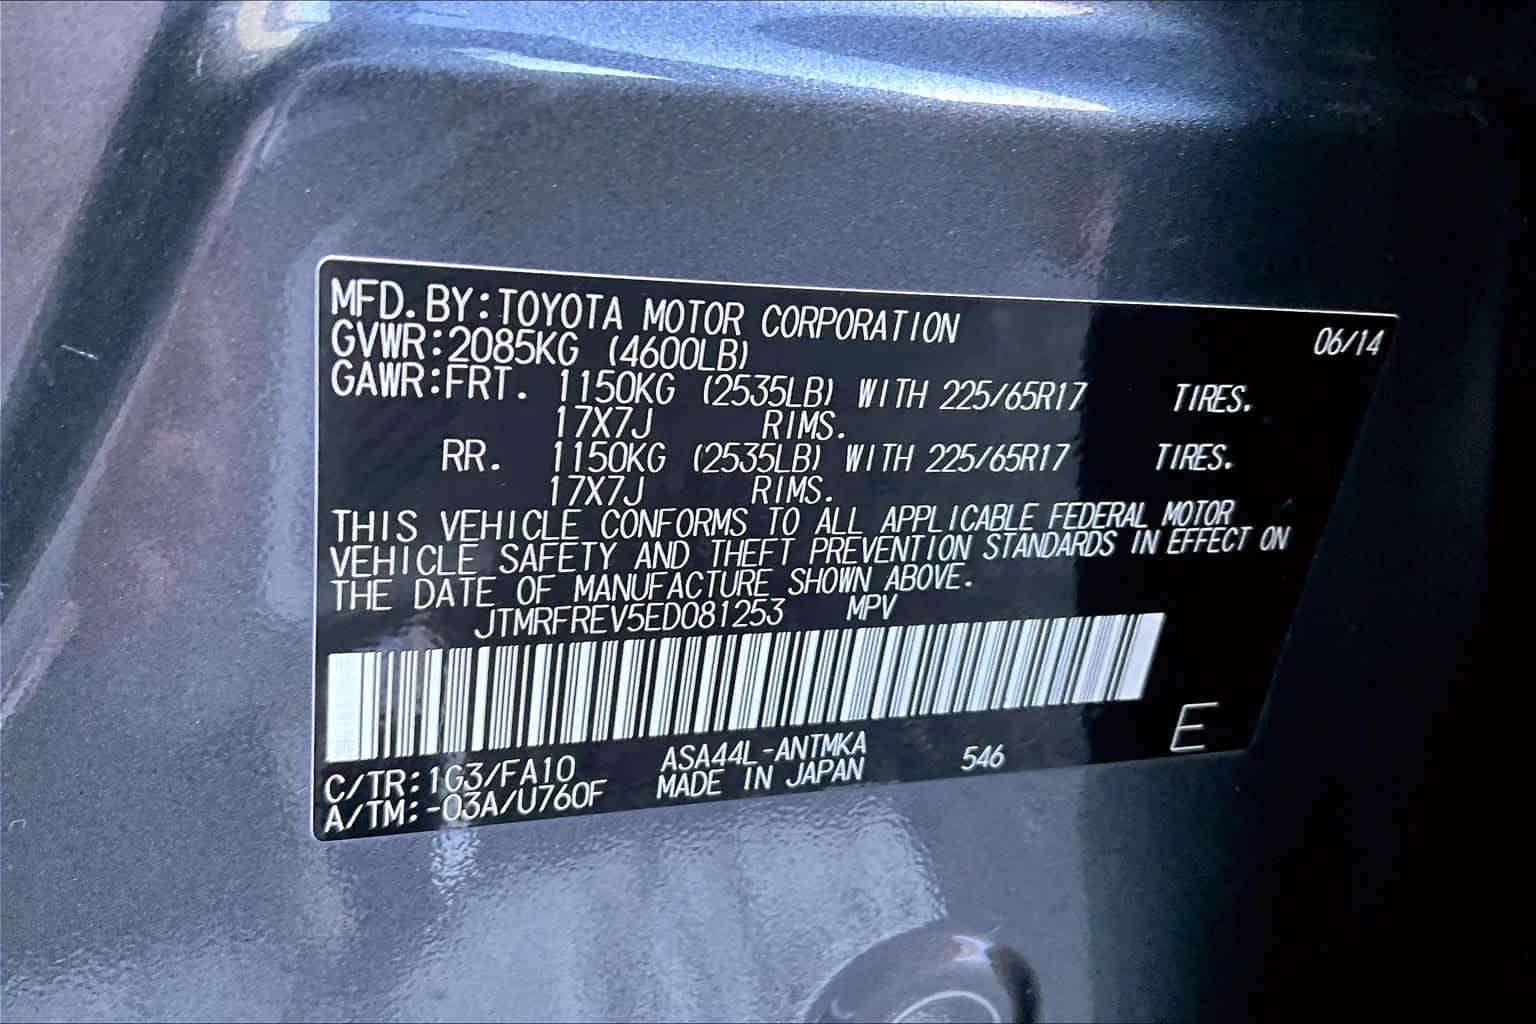 MFD. BY:TOYOTA MOTOR CORPORATION 06/14
GVWR:2085KG (4600LB)
GAWR:FRT. 1150KG (2535LB) WITH 225/65R17 TIRES.
17X7J RIMS.
RR. 1150KG (2535LB) WITH 225/65R17 TIRES.
17X7J RIMS.
THIS VEHICLE CONFORMS TO ALL APPLICABLE FEDERAL MOTOR
VEHICLE SAFETY AND THEFT PREVENTION STANDARDS IN EFFECT ON
THE DATE OF MANUFACTURE SHOWN ABOVE.
JTMRFREV5ED081253 MPV
E
C/TR:1G3/FA10 ASA44L-ANTMKA 546
A/TM:-03A/U760F MADE IN JAPAN